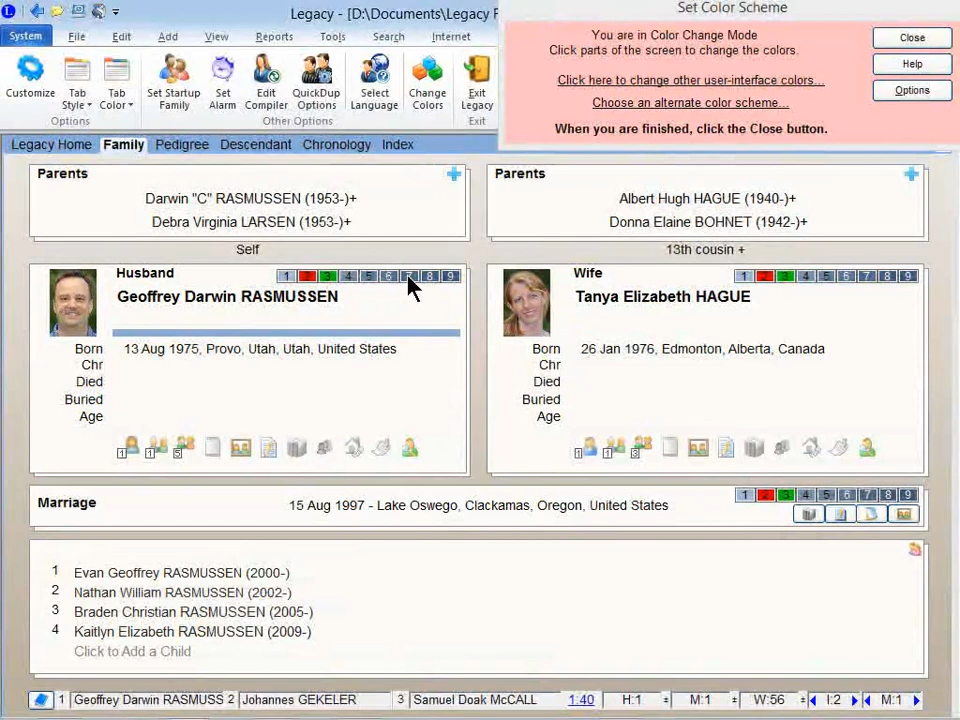 Legacy - [D:\Documents\Legacy F
Set Color Scheme
System File Edit Add View Reports Tools Search Internet
You are in Color Change Mode
Click parts of the screen to change the colors.
Click here to change other user-interface colors...
Choose an alternate color scheme...
When you are finished, click the Close button.
Close
Help
Options
Customize
Tab Style
Tab Color
Set Startup Family
Set Alarm
Edit Compiler
QuickDup Options
Select Language
Change Colors
Exit Legacy
Options Other Options Exit
Legacy Home Family Pedigree Descendant Chronology Index
Parents
Darwin "C" RASMUSSEN (1953-)+
Debra Virginia LARSEN (1953-)+
Self
Parents
Albert Hugh HAGUE (1940-)+
Donna Elaine BOHNET (1942-)+
13th cousin +
Husband 1 2 3 4 5 6 7 8 9
Geoffrey Darwin RASMUSSEN
Born 13 Aug 1975, Provo, Utah, Utah, United States
Chr
Died
Buried
Age
1 1 5
Wife 1 2 3 4 5 6 7 8 9
Tanya Elizabeth HAGUE
Born 26 Jan 1976, Edmonton, Alberta, Canada
Chr
Died
Buried
Age
1 1 3
Marriage 15 Aug 1997 - Lake Oswego, Clackamas, Oregon, United States 1 2 3 4 5 6 7 8 9
1 Evan Geoffrey RASMUSSEN (2000-)
2 Nathan William RASMUSSEN (2002-)
3 Braden Christian RASMUSSEN (2005-)
4 Kaitlyn Elizabeth RASMUSSEN (2009-)
Click to Add a Child
1 Geoffrey Darwin RASMUSS 2 Johannes GEKELER 3 Samuel Doak McCALL 1:40 H:1 M:1 W:56 I:2 M:1